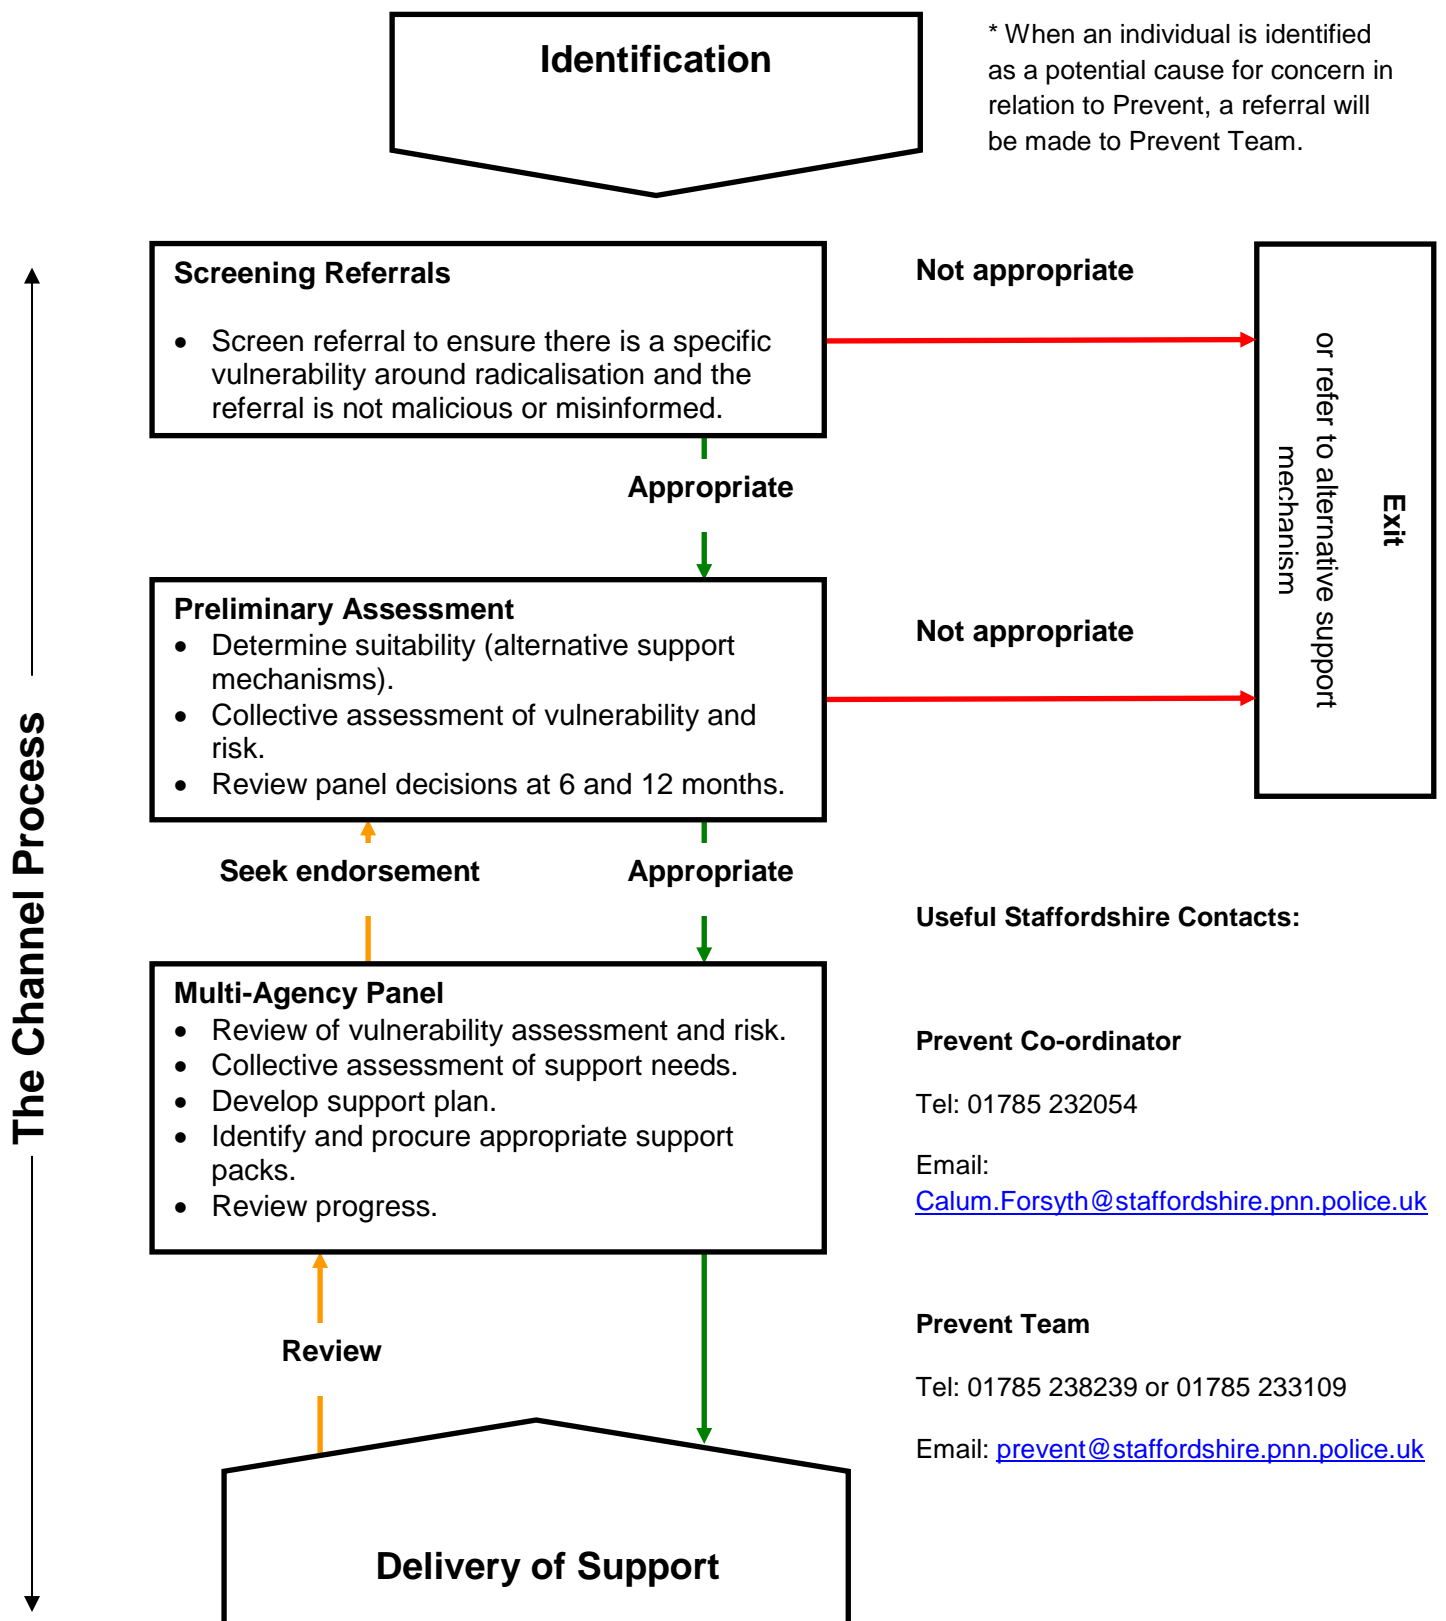 Identification
* When an individual is identified
as a potential cause for concern in
relation to Prevent, a referral will
be made to Prevent Team.
The Channel Process
Screening Referrals
• Screen referral to ensure there is a specific
vulnerability around radicalisation and the
referral is not malicious or misinformed.
Not appropriate
Exit
or refer to alternative support
mechanism
Appropriate
Preliminary Assessment
• Determine suitability (alternative support
mechanisms).
• Collective assessment of vulnerability and
risk.
• Review panel decisions at 6 and 12 months.
Not appropriate
Seek endorsement
Appropriate
Multi-Agency Panel
• Review of vulnerability assessment and risk.
• Collective assessment of support needs.
• Develop support plan.
• Identify and procure appropriate support
packs.
• Review progress.
Review
Delivery of Support
Useful Staffordshire Contacts:
Prevent Co-ordinator
Tel: 01785 232054
Email:
Calum.Forsyth@staffordshire.pnn.police.uk
Prevent Team
Tel: 01785 238239 or 01785 233109
Email: prevent@staffordshire.pnn.police.uk